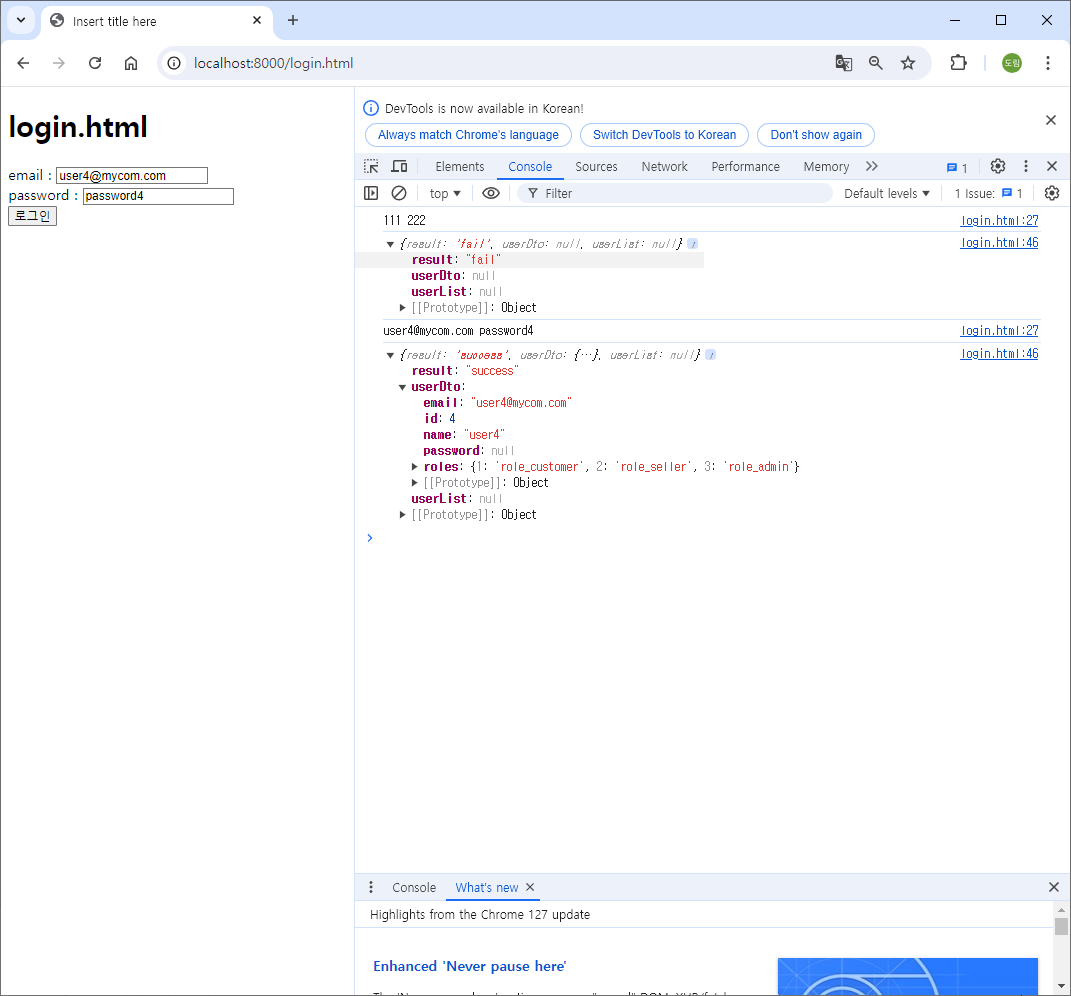 Insert title here
localhost:8000/login.html
도림
login.html
email : user4@mycom.com
password : password4
로그인
DevTools is now available in Korean!
Always match Chrome's language Switch DevTools to Korean Don't show again
Elements Console Sources Network Performance Memory 1
top Filter Default levels 1 Issue: 1
111 222 login.html:27
{result: 'fail', userDto: null, userList: null} i login.html:46
result: "fail"
userDto: null
userList: null
[[Prototype]]: Object
user4@mycom.com password4 login.html:27
{result: 'success', userDto: {…}, userList: null} i login.html:46
result: "success"
userDto:
email: "user4@mycom.com"
id: 4
name: "user4"
password: null
roles: {1: 'role_customer', 2: 'role_seller', 3: 'role_admin'}
[[Prototype]]: Object
userList: null
[[Prototype]]: Object
Console What's new
Highlights from the Chrome 127 update
Enhanced 'Never pause here'